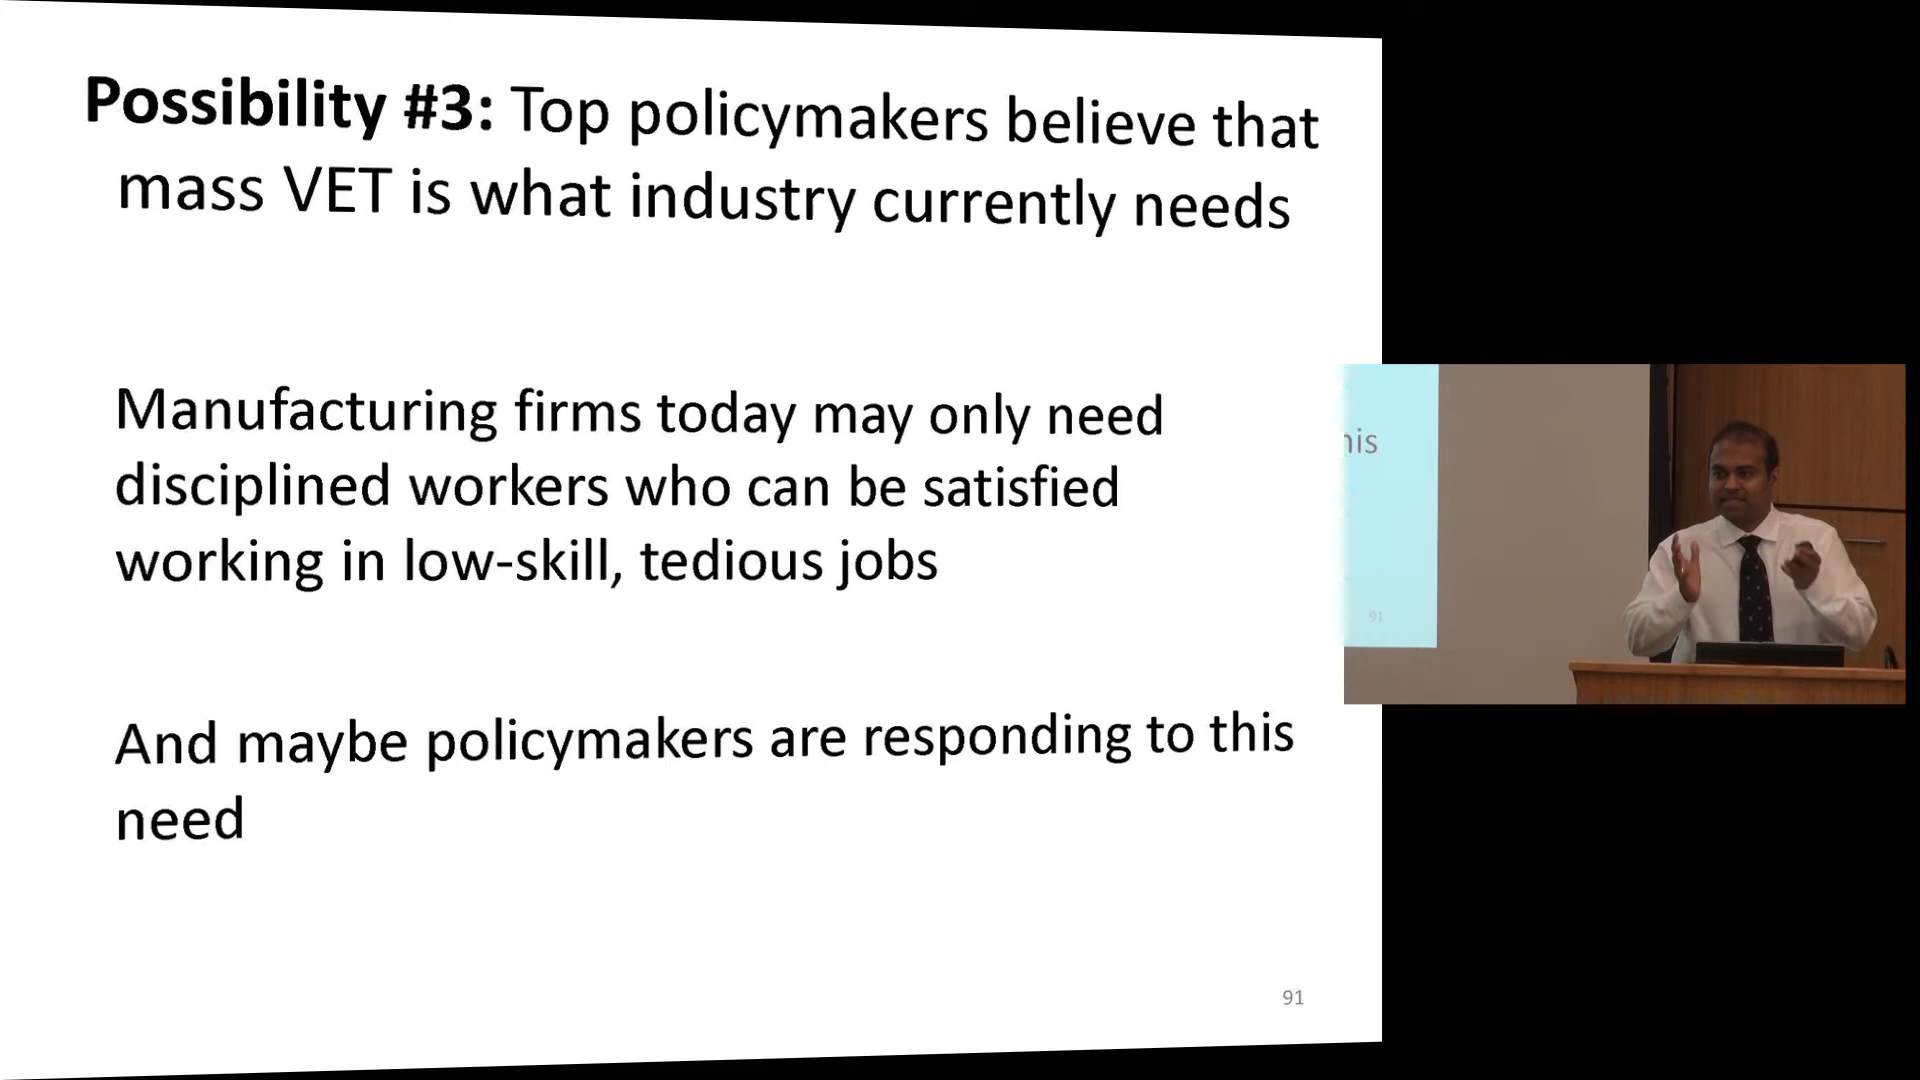 Possibility #3: Top policymakers believe that
mass VET is what industry currently needs
Manufacturing firms today may only need
disciplined workers who can be satisfied
working in low-skill, tedious jobs
And maybe policymakers are responding to this
need
91
his
91